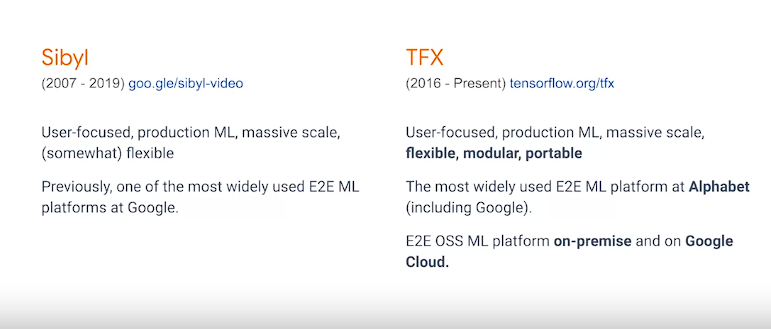 Sibyl
(2007 - 2019) goo.gle/sibyl-video
User-focused, production ML, massive scale,
(somewhat) flexible
Previously, one of the most widely used E2E ML
platforms at Google.
TFX
(2016 - Present) tensorflow.org/tfx
User-focused, production ML, massive scale,
flexible, modular, portable
The most widely used E2E ML platform at Alphabet
(including Google).
E2E OSS ML platform on-premise and on Google
Cloud.